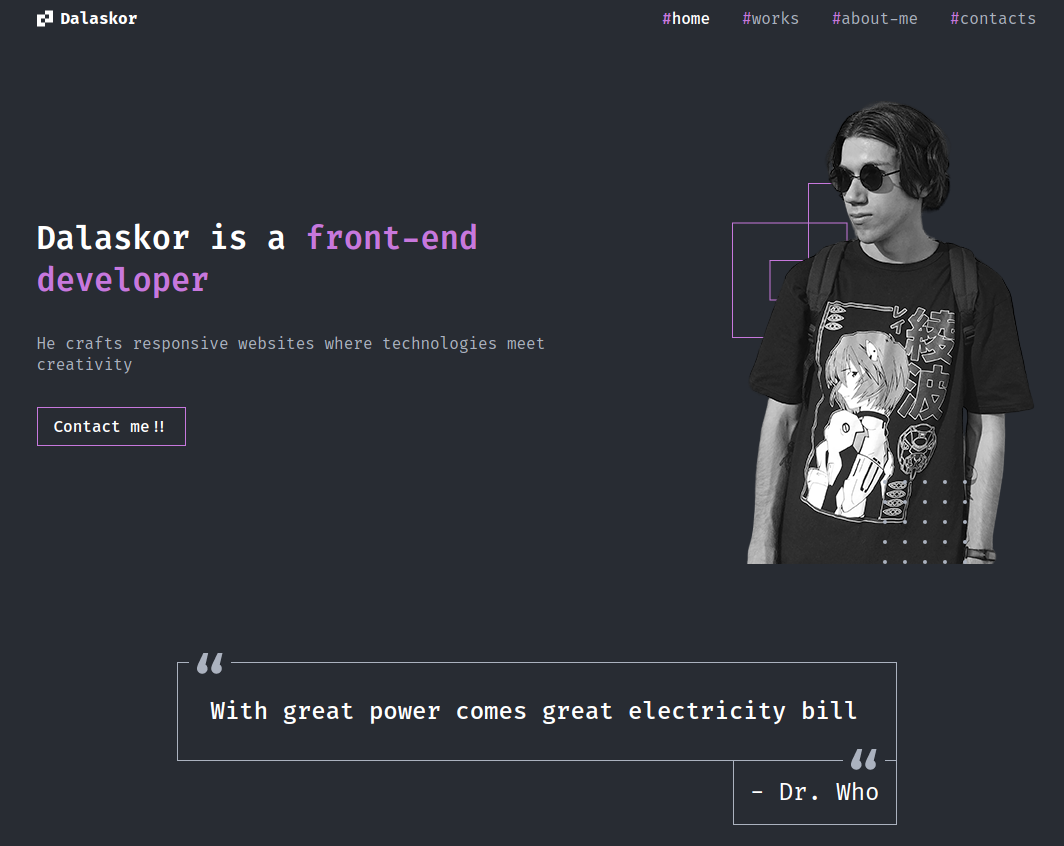 Dalaskor
#home #works #about-me #contacts
Dalaskor is a front-end
developer
He crafts responsive websites where technologies meet
creativity
Contact me!!
レイ
綾波
“
With great power comes great electricity bill
“
- Dr. Who